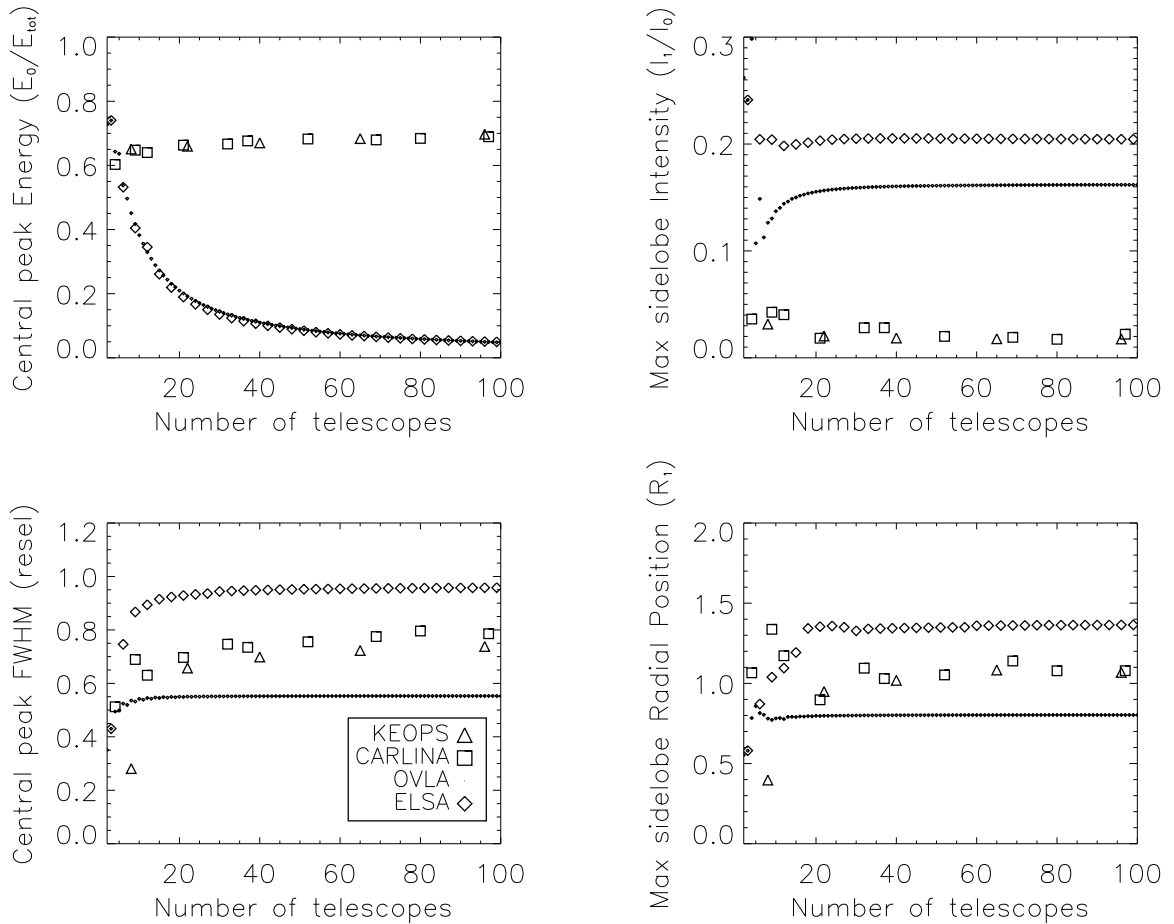 Central peak Energy (E0/Etot)
1.0
0.8
0.6
0.4
0.2
0.0
20 40 60 80 100
Number of telescopes
Max sidelobe Intensity (I1/I0)
0.3
0.2
0.1
0.0
20 40 60 80 100
Number of telescopes
Central peak FWHM (resel)
1.2
1.0
0.8
0.6
0.4
0.2
0.0
KEOPS
CARLINA
OVLA
ELSA
20 40 60 80 100
Number of telescopes
Max sidelobe Radial Position (R1)
2.0
1.5
1.0
0.5
0.0
20 40 60 80 100
Number of telescopes